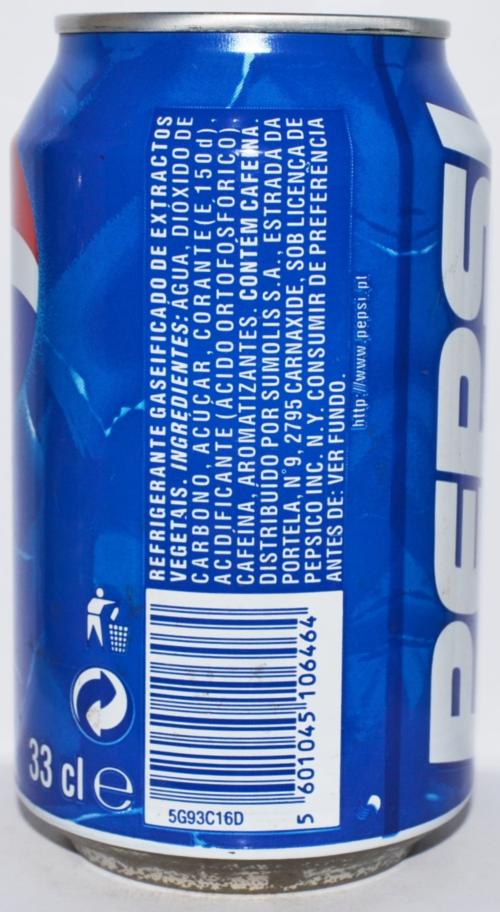 REFRIGERANTE GASEIFICADO DE EXTRACTOS
VEGETAIS. INGREDIENTES: ÁGUA, DIÓXIDO DE
CARBONO, AÇUCAR, CORANTE (E 150d),
ACIDIFICANTE (ÁCIDO ORTOFOSFÓRICO),
CAFEÍNA, AROMATIZANTES. CONTÉM CAFEÍNA.
DISTRIBUÍDO POR SUMOLIS S.A., ESTRADA DA
PORTELA, N°9, 2795 CARNAXIDE, SOB LICENÇA DE
PEPSICO INC. N.Y. CONSUMIR DE PREFERÊNCIA
ANTES DE: VER FUNDO.
http://www.pepsi.pt
PEPSI
33 cl e
5 601045 106464
5G93C16D